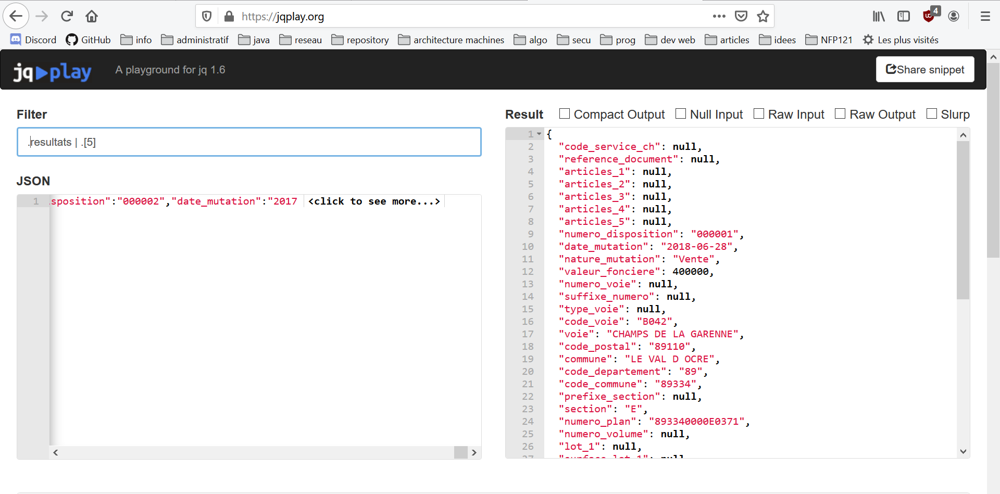 https://jqplay.org
4
Discord GitHub info administratif java reseau repository architecture machines algo secu prog dev web articles idees NFP121 Les plus visités
jq play A playground for jq 1.6 Share snippet
Filter
.resultats | .[5]
JSON
1 sposition":"000002","date_mutation":"2017 <click to see more...>
Result Compact Output Null Input Raw Input Raw Output Slurp
1 {
2 "code_service_ch": null,
3 "reference_document": null,
4 "articles_1": null,
5 "articles_2": null,
6 "articles_3": null,
7 "articles_4": null,
8 "articles_5": null,
9 "numero_disposition": "000001",
10 "date_mutation": "2018-06-28",
11 "nature_mutation": "Vente",
12 "valeur_fonciere": 400000,
13 "numero_voie": null,
14 "suffixe_numero": null,
15 "type_voie": null,
16 "code_voie": "B042",
17 "voie": "CHAMPS DE LA GARENNE",
18 "code_postal": "89110",
19 "commune": "LE VAL D OCRE",
20 "code_departement": "89",
21 "code_commune": "89334",
22 "prefixe_section": null,
23 "section": "E",
24 "numero_plan": "893340000E0371",
25 "numero_volume": null,
26 "lot_1": null,
27 "surface_lot_1": null